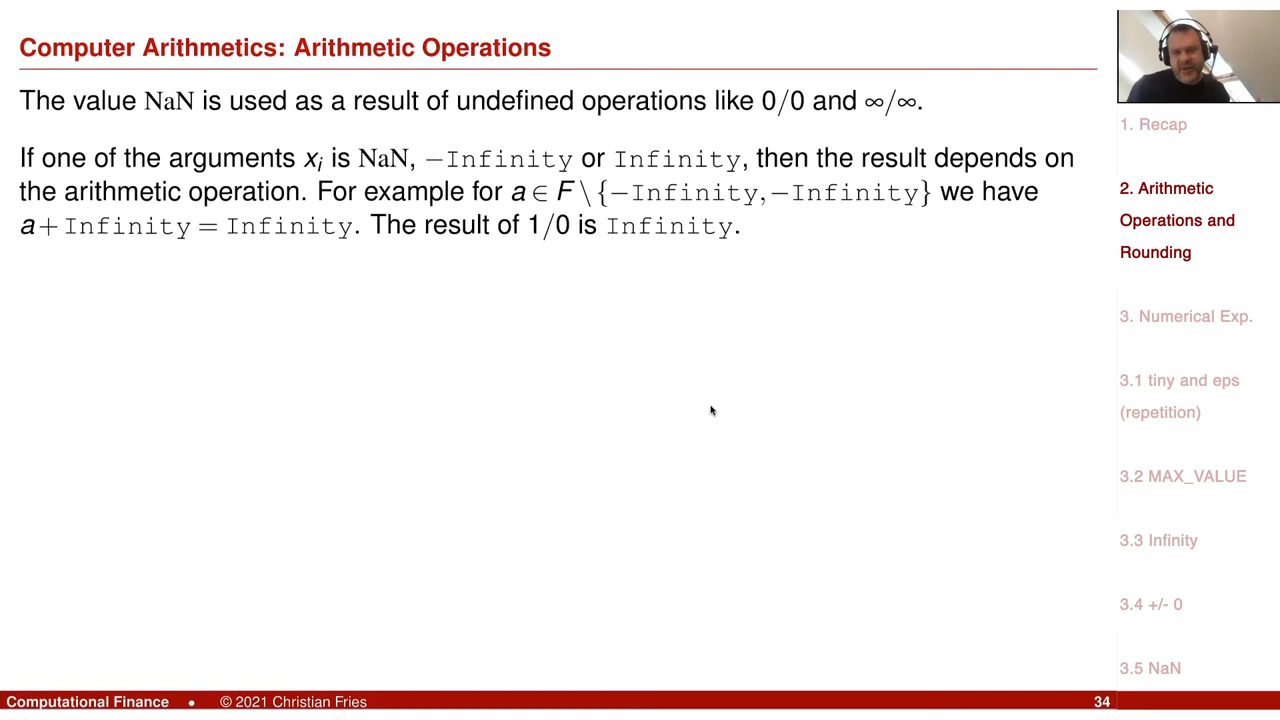 Computer Arithmetics: Arithmetic Operations
The value NaN is used as a result of undefined operations like 0/0 and ∞/∞.
If one of the arguments xᵢ is NaN, −Infinity or Infinity, then the result depends on
the arithmetic operation. For example for a ∈ F \ {−Infinity, −Infinity} we have
a + Infinity = Infinity. The result of 1/0 is Infinity.
1. Recap
2. Arithmetic
Operations and
Rounding
3. Numerical Exp.
3.1 tiny and eps
(repetition)
3.2 MAX_VALUE
3.3 Infinity
3.4 +/- 0
3.5 NaN
Computational Finance • © 2021 Christian Fries 34